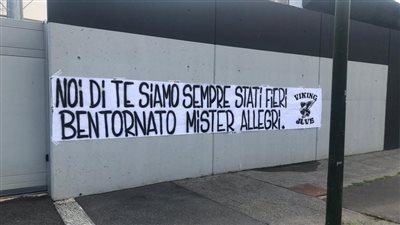 NOI DI TE SIAMO SEMPRE STATI FIERI
BENTORNATO MISTER ALLEGRI.
VIKING
JUVE